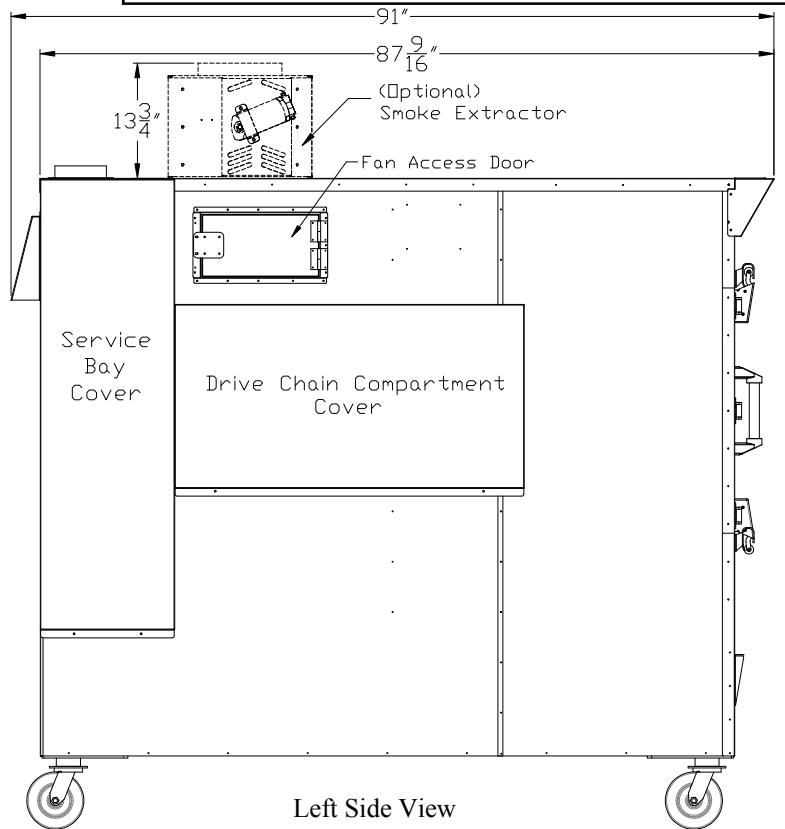 91"
87 9/16"
13 3/4"
(Optional)
Smoke Extractor
Fan Access Door
Service
Bay
Cover
Drive Chain Compartment
Cover
Left Side View